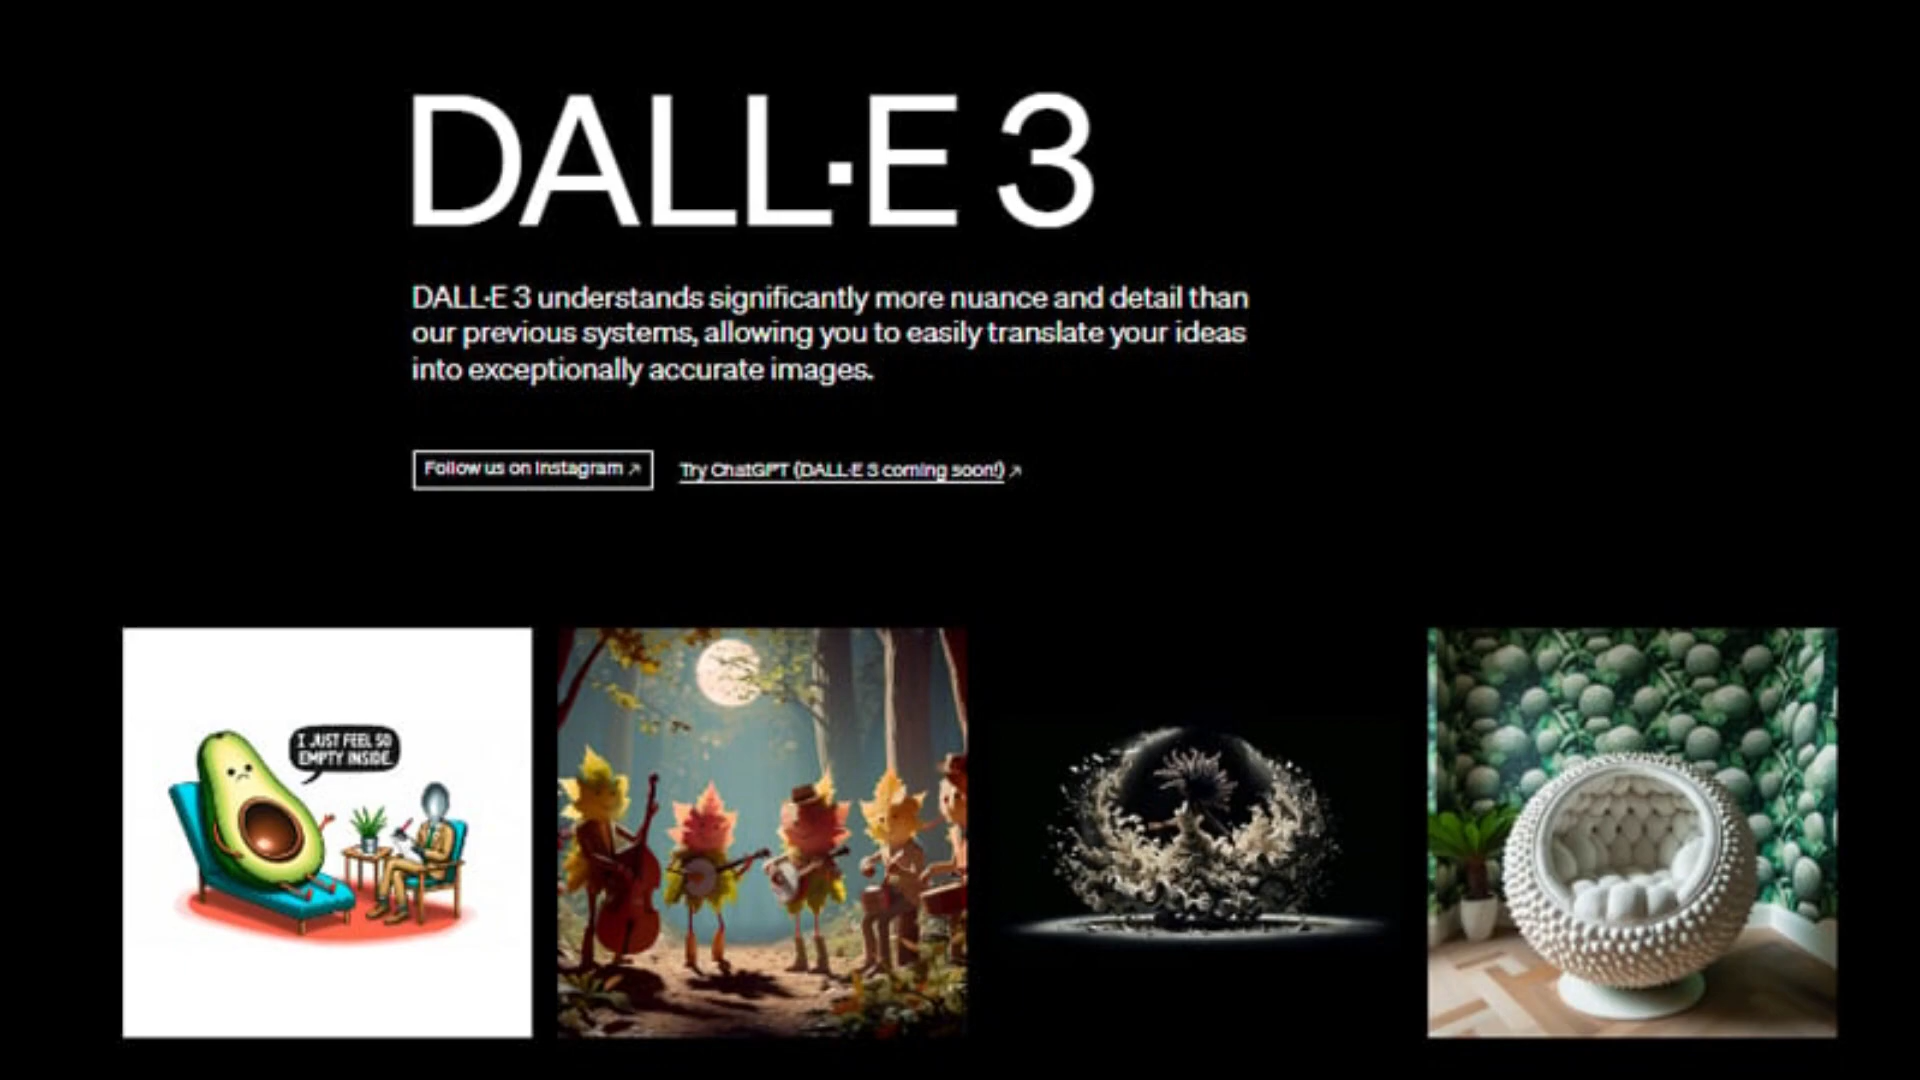 DALL·E 3
DALL·E 3 understands significantly more nuance and detail than
our previous systems, allowing you to easily translate your ideas
into exceptionally accurate images.
Follow us on Instagram ↗
Try ChatGPT (DALL·E 3 coming soon!) ↗
I JUST FEEL SO
EMPTY INSIDE.